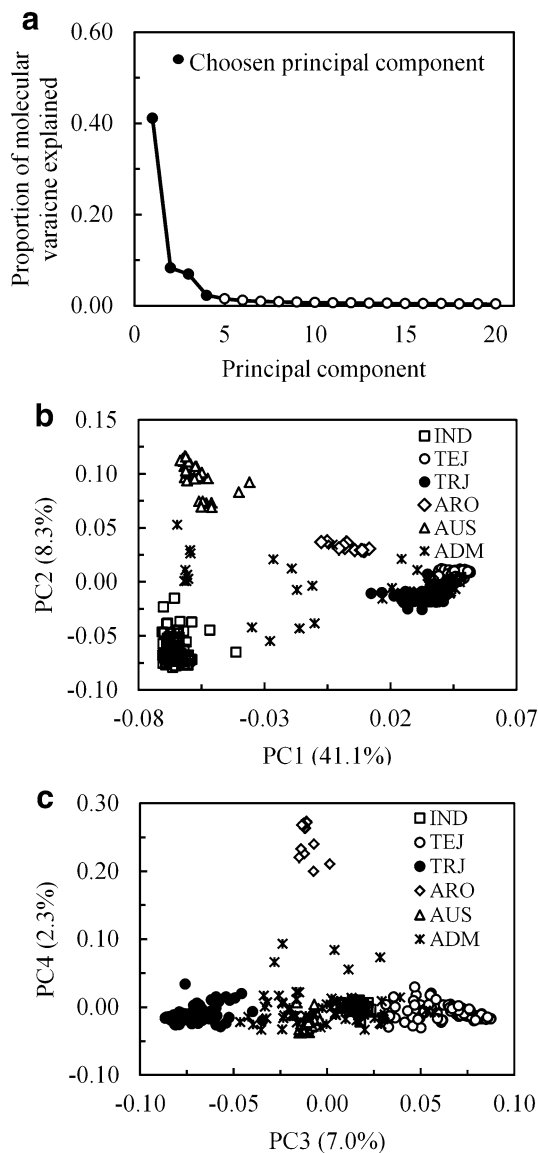 a
0.60
Choosen principal component
0.40
0.20
0.00
Proportion of molecular
varaicne explained
0 5 10 15 20
Principal component
b
0.15
0.10
0.05
0.00
-0.05
-0.10
PC2 (8.3%)
IND
TEJ
TRJ
ARO
AUS
ADM
-0.08 -0.03 0.02 0.07
PC1 (41.1%)
c
0.30
0.20
0.10
0.00
-0.10
PC4 (2.3%)
IND
TEJ
TRJ
ARO
AUS
ADM
-0.10 -0.05 0.00 0.05 0.10
PC3 (7.0%)